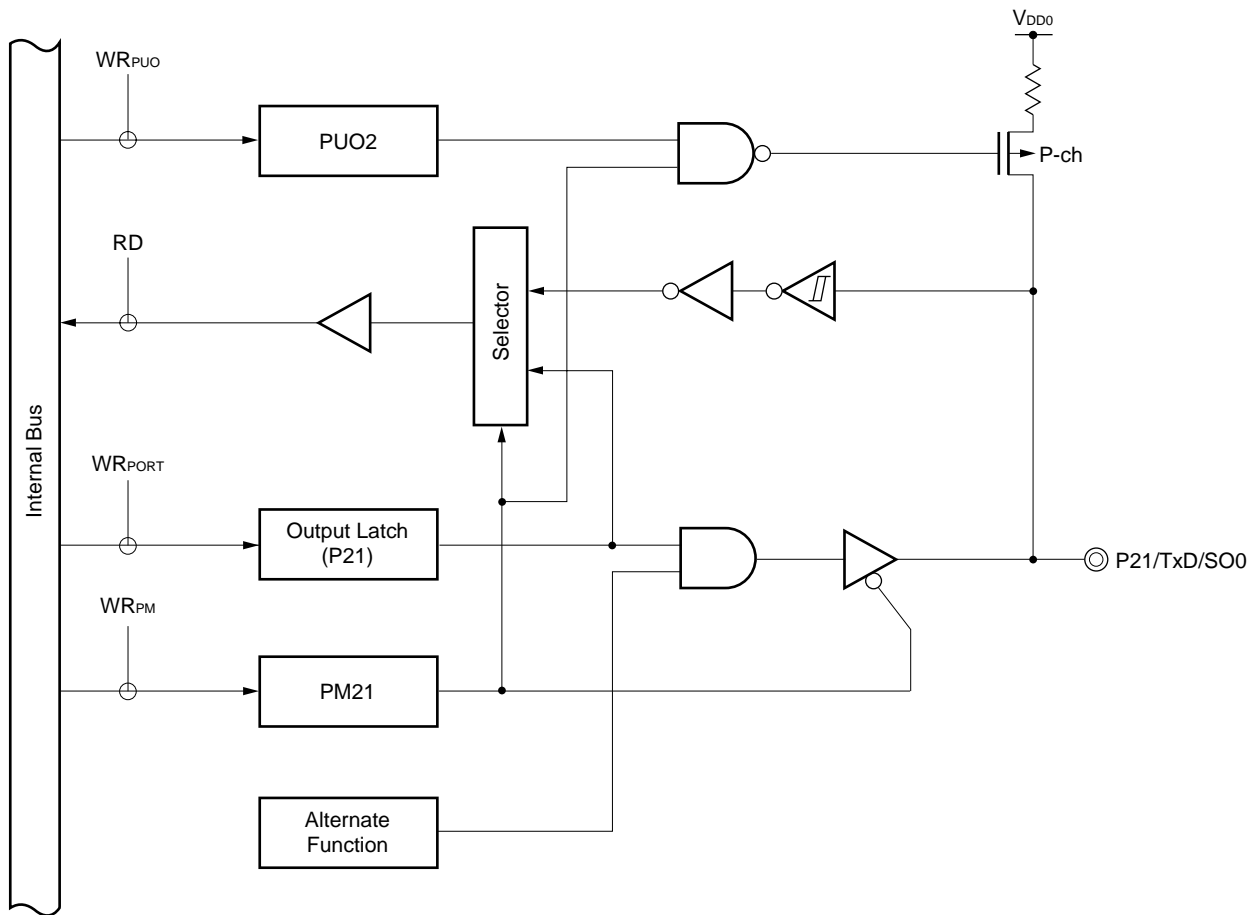 VDD0
WRPUO
PUO2
P-ch
RD
Selector
Internal Bus
WRPORT
Output Latch
(P21)
P21/TxD/SO0
WRPM
PM21
Alternate
Function